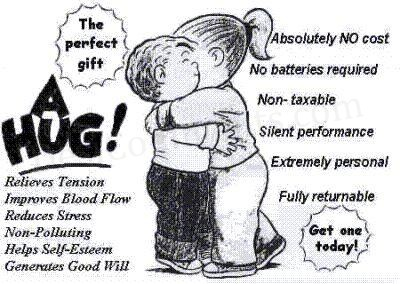 The
perfect
gift
A
HUG!
Relieves Tension
Improves Blood Flow
Reduces Stress
Non-Polluting
Helps Self-Esteem
Generates Good Will
Absolutely NO cost
No batteries required
Non- taxable
Silent performance
Extremely personal
Fully returnable
Get one
today!